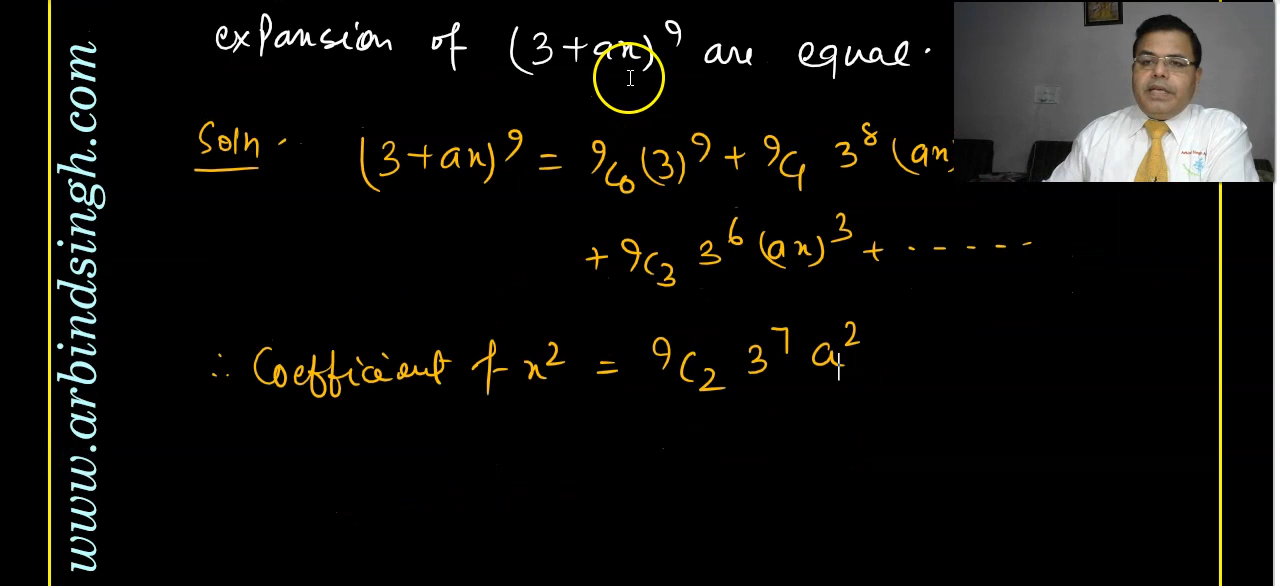 expansion of (3+ax)⁹ are equal.
Soln. (3+ax)⁹ = ⁹C₀(3)⁹ + ⁹C₁ 3⁸ (ax)
+ ⁹C₃ 3⁶ (ax)³ + - - - - -
∴ Coefficient of x² = ⁹C₂ 3⁷ a²
www.arbindsingh.com